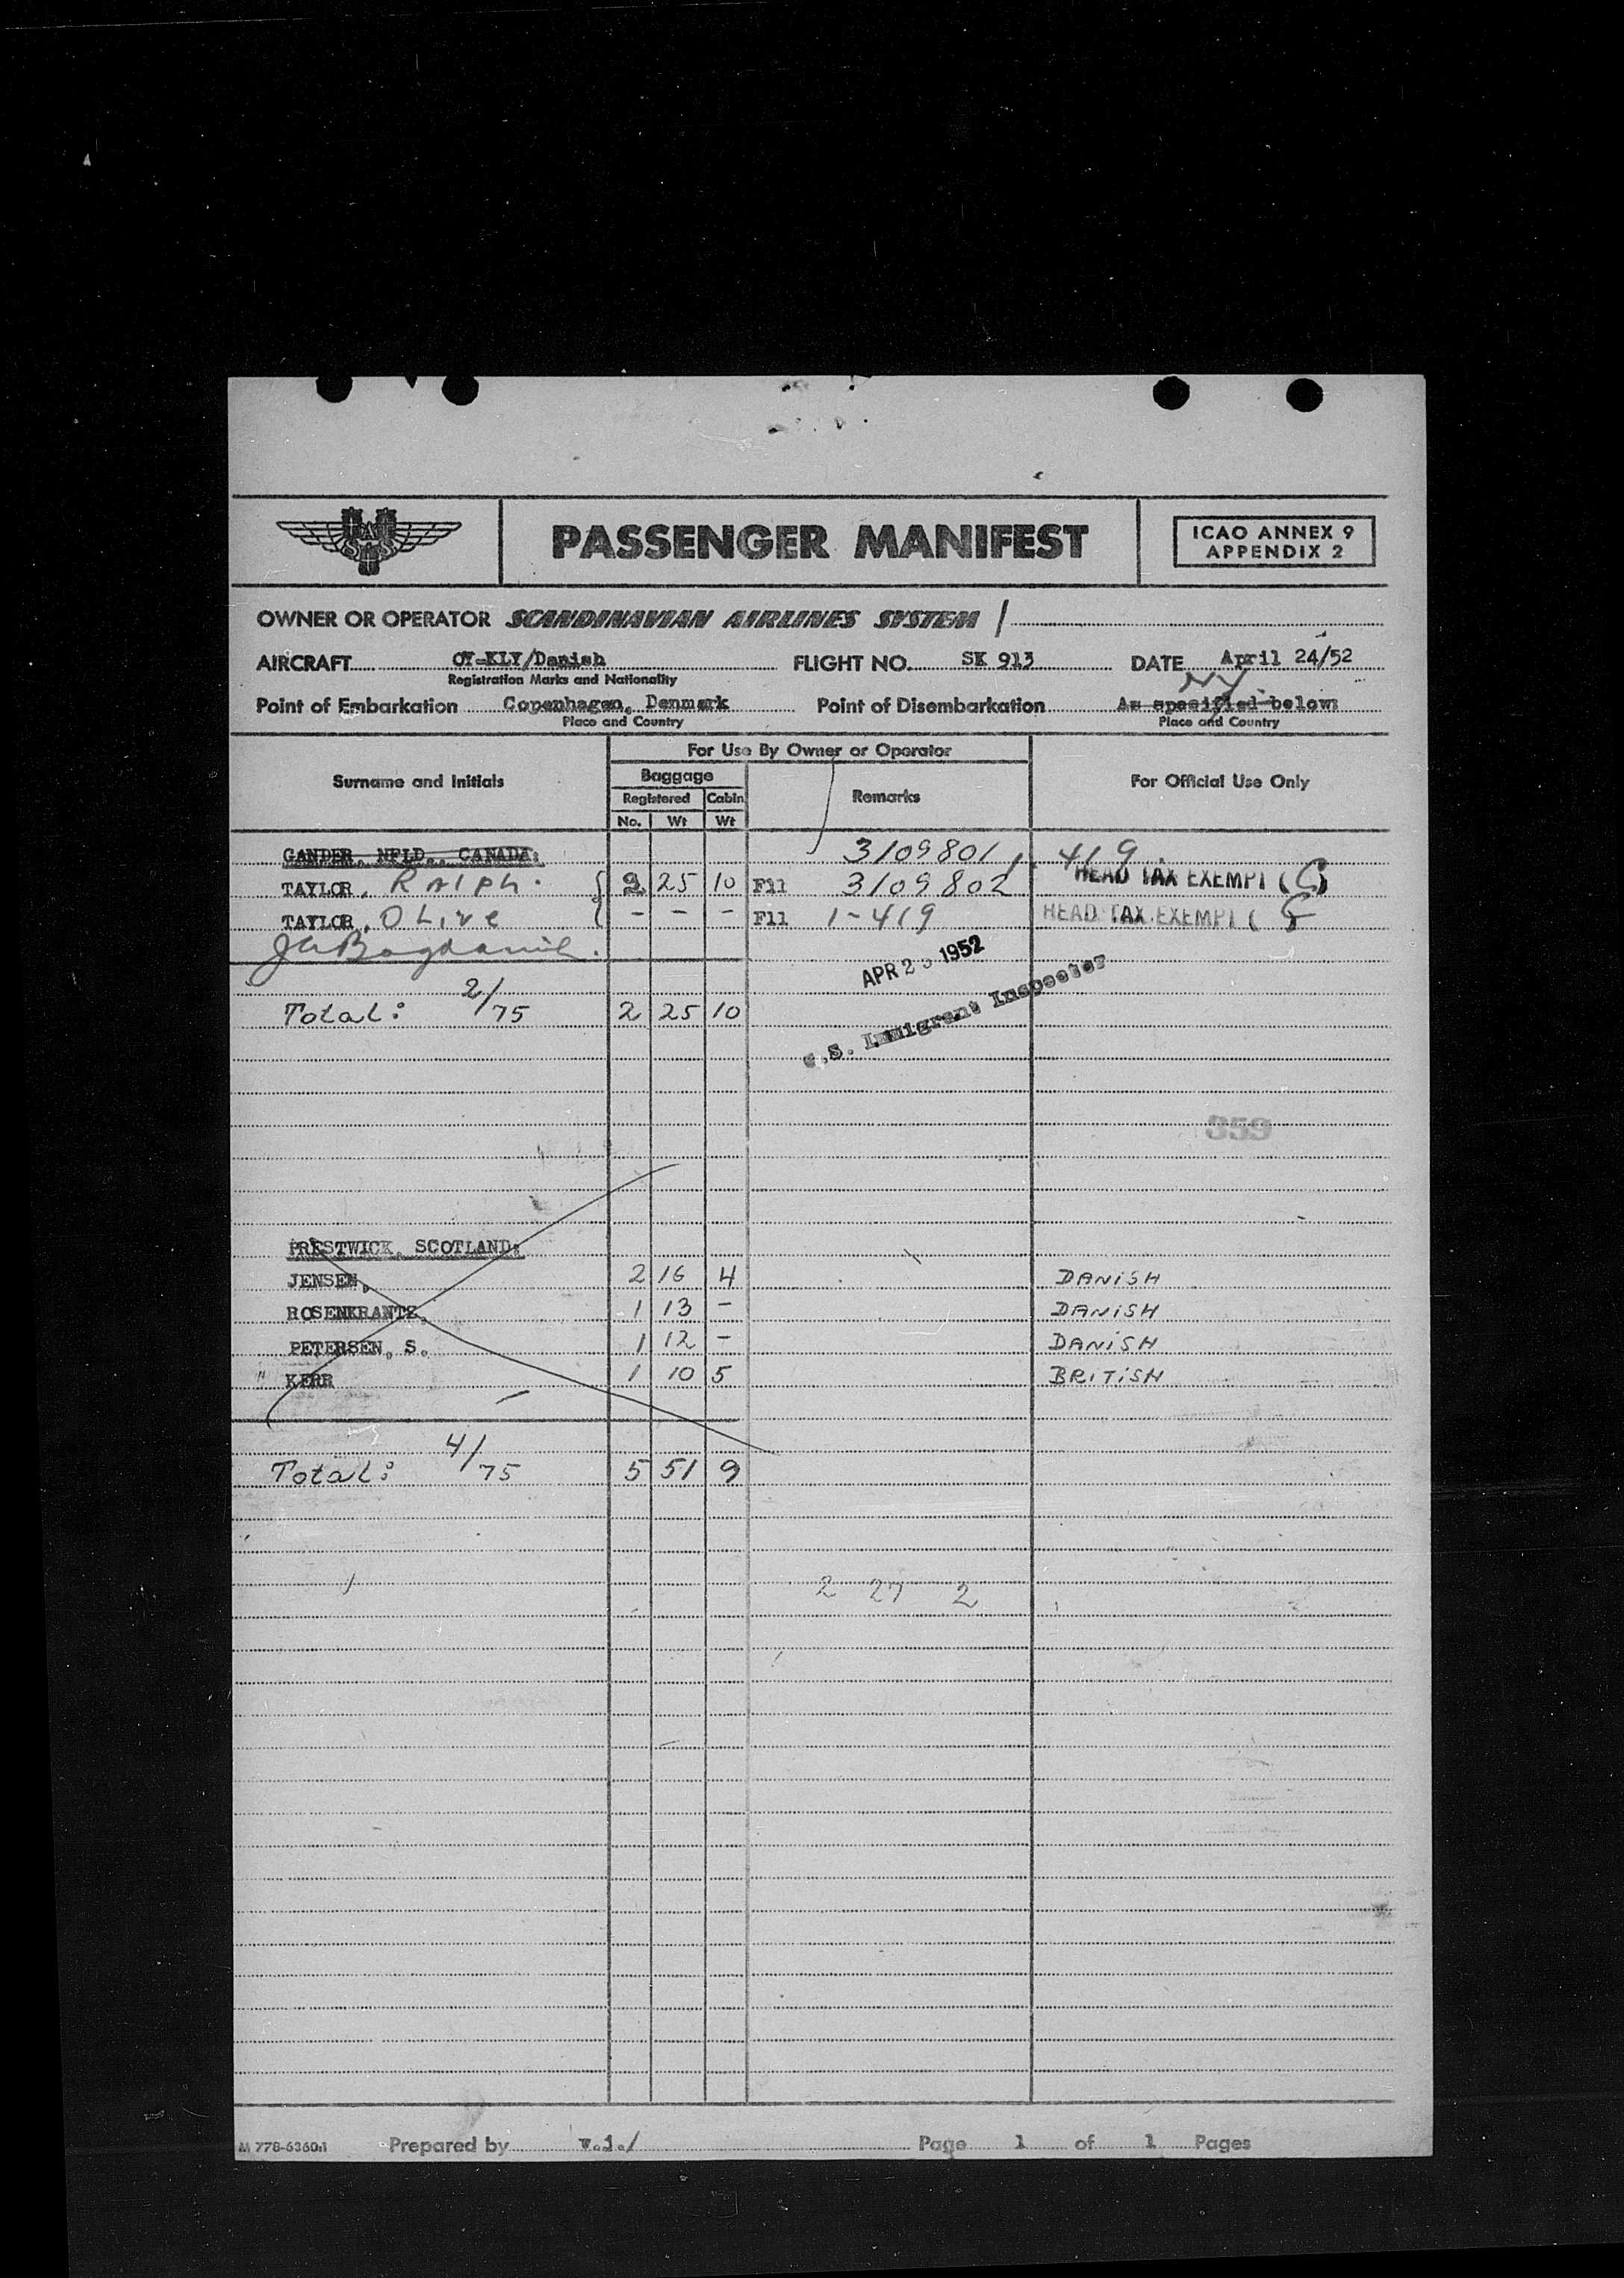 SAS
PASSENGER MANIFEST
ICAO ANNEX 9
APPENDIX 2
OWNER OR OPERATOR SCANDINAVIAN AIRLINES SYSTEM /
AIRCRAFT OY-KLY/Danish FLIGHT NO. SK 913 DATE April 24/52
Registration Marks and Nationality
NY
Point of Embarkation Copenhagen, Denmark Point of Disembarkation As specified below:
Place and Country Place and Country
For Use By Owner or Operator
Surname and Initials Baggage Remarks For Official Use Only
Registered Cabin
No. Wt Wt
GANDER, NFLD., CANADA: 3109801 419
TAYLOR, Ralph. 2 25 10 F11 3109802 HEAD TAX EXEMPT (
TAYLOR, Olive - - - F11 1-419 HEAD TAX EXEMPT (
APR 1952
U.S. Immigrant Inspector
Total: 2/75 2 25 10
359
PRESTWICK, SCOTLAND:
JENSEN, 2 16 4 DANISH
ROSENKRANTZ, 1 13 - DANISH
PETERSEN, S. 1 12 - DANISH
" KERR 1 10 5 BRITISH
Total: 4/75 5 51 9
2 27 2
M 778-6360:1 Prepared by v.j./ Page 1 of 1 Pages